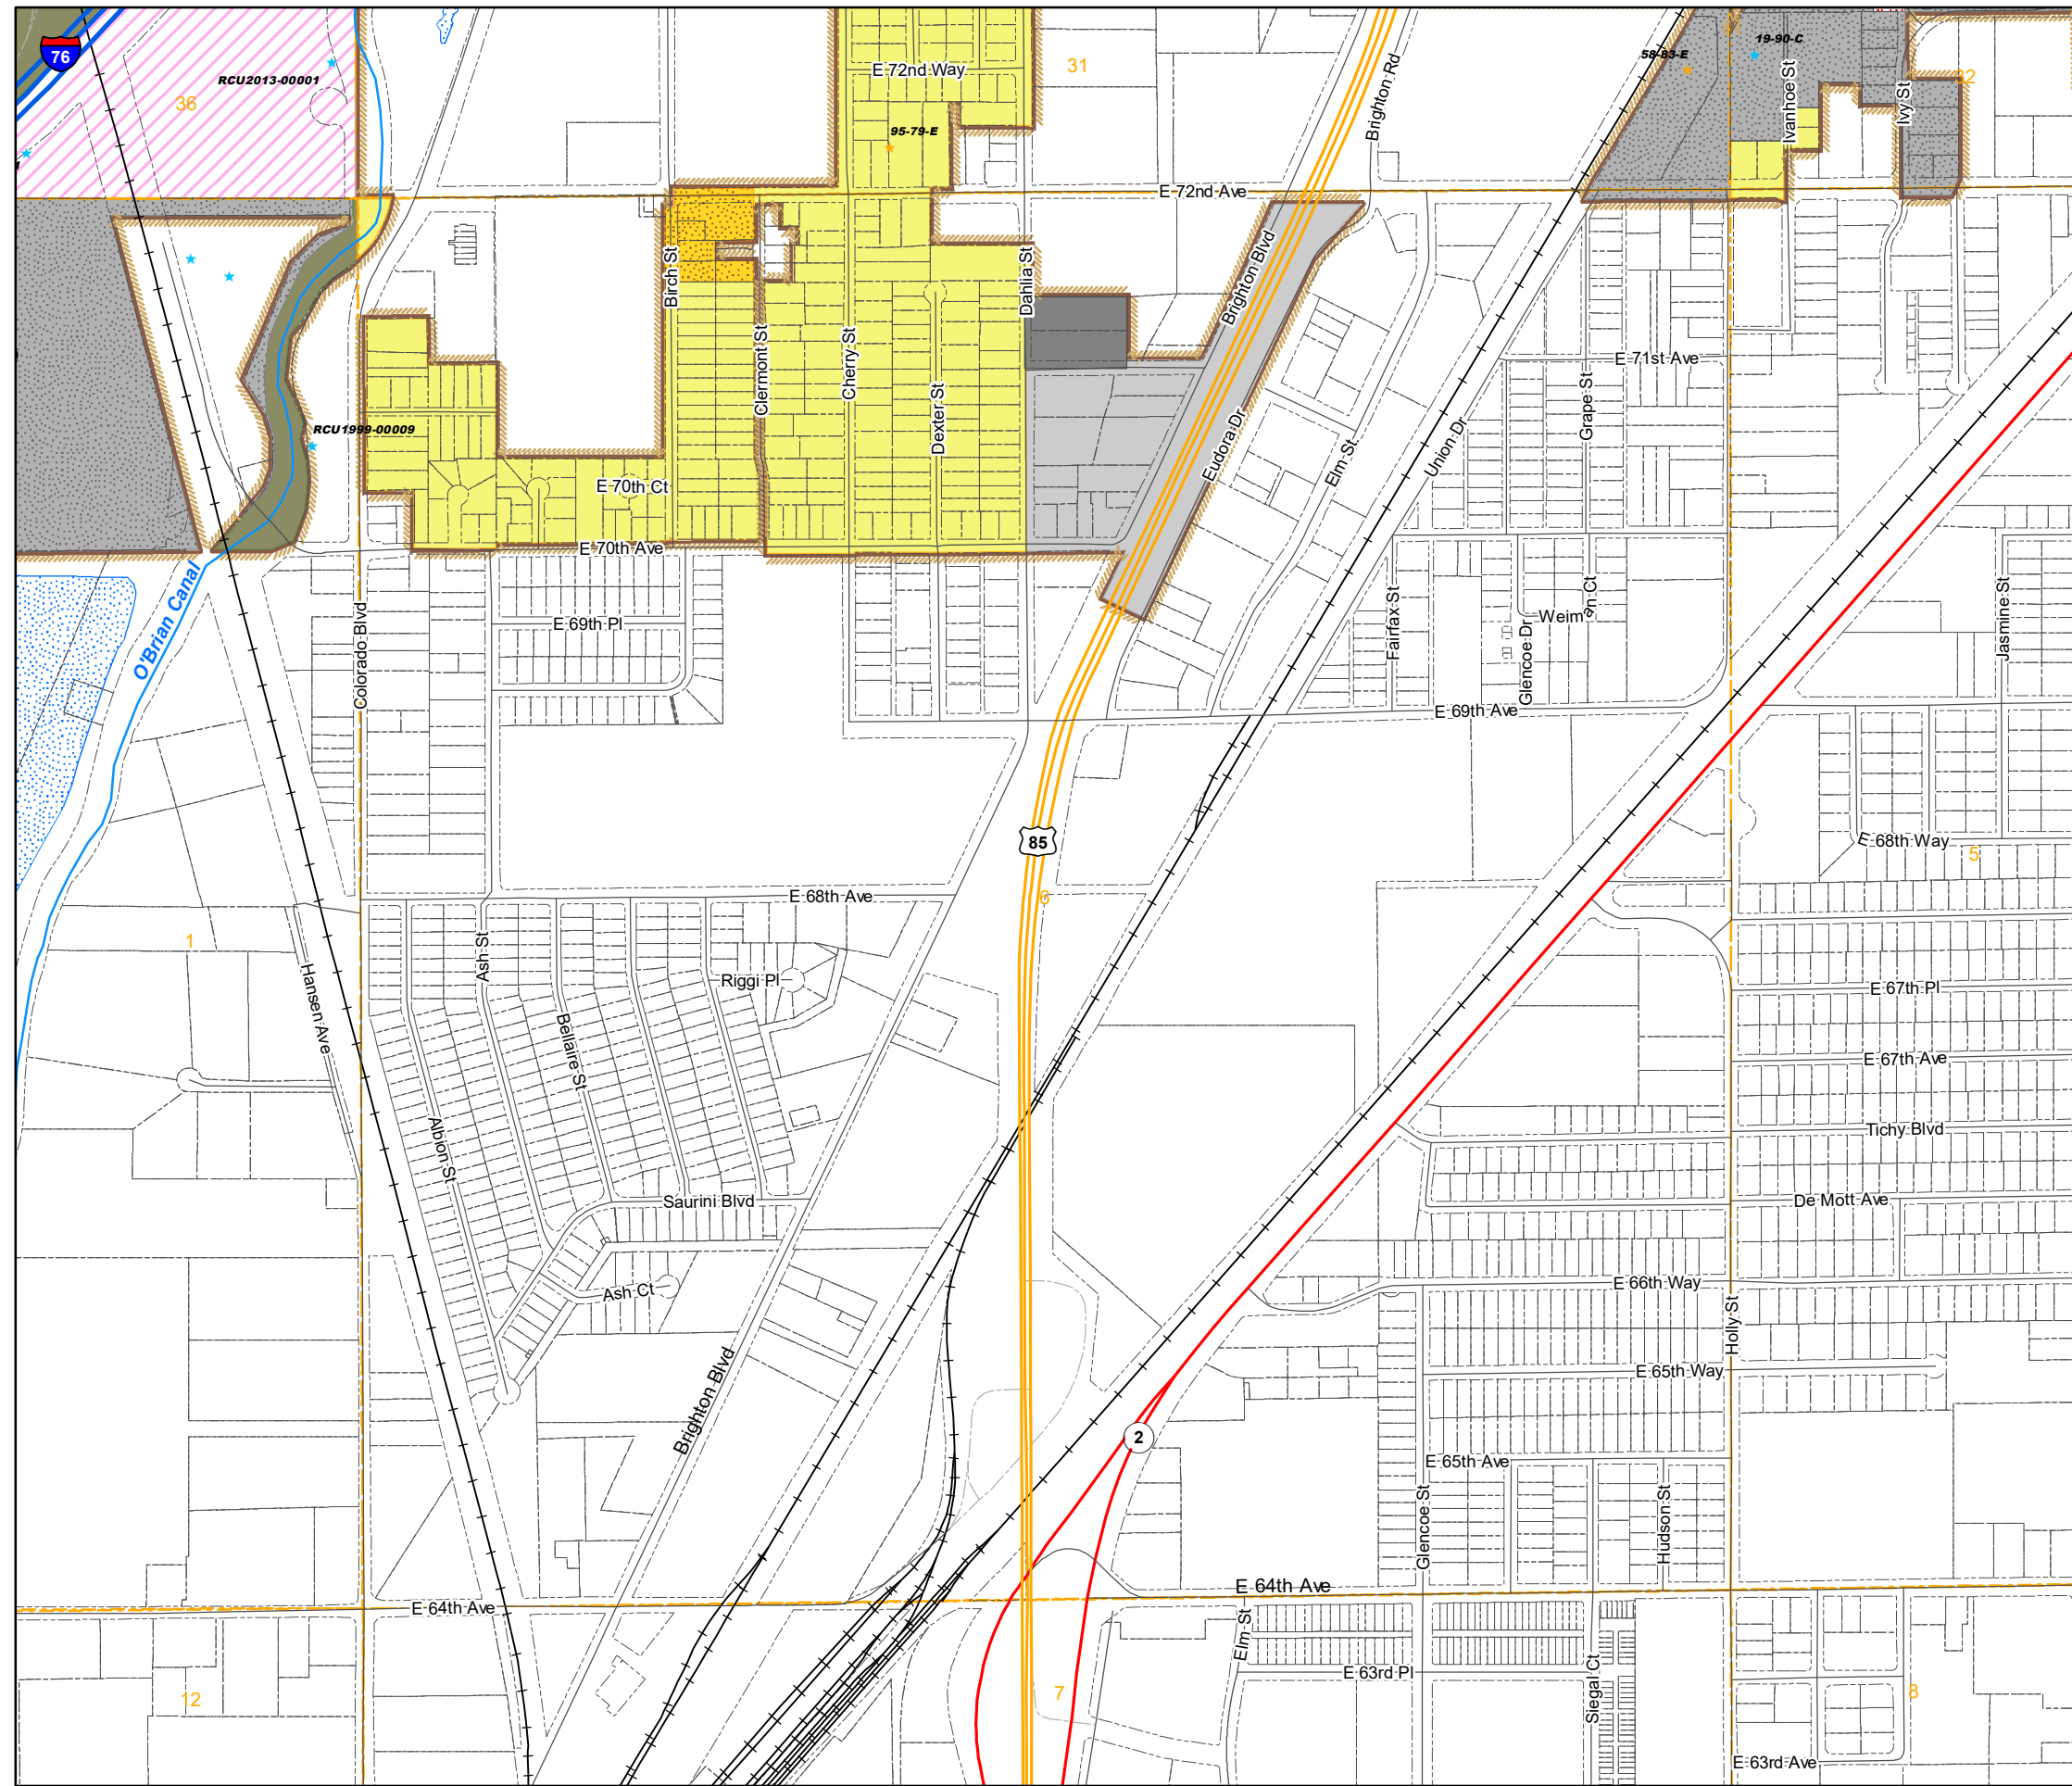 76
RCU2013-00001
36
E 72nd Way
31
95-79-E
Brighton Rd
58-83-E
19-90-C
Ivanhoe St
Ivy St
32
E 72nd Ave
Birch St
Dahlia St
Brighton Blvd
Clermont St
Cherry St
Dexter St
E 71st Ave
Grape St
RCU1999-00009
E 70th Ct
Eudora Dr
Elm St
Union Dr
E 70th Ave
O'Brian Canal
Colorado Blvd
E 69th Pl
Fairfax St
Glencoe Dr
Weiman Ct
Jasmine St
E 69th Ave
85
E 68th Way
5
E 68th Ave
6
1
Ash St
Hansen Ave
Riggi Pl
E 67th Pl
Bellaire St
E 67th Ave
Albion St
Tichy Blvd
Saurini Blvd
De Mott Ave
Ash Ct
E 66th Way
Holly St
Brighton Blvd
E 65th Way
2
E 65th Ave
Glencoe St
Hudson St
E 64th Ave
E 64th Ave
Elm St
E 63rd Pl
Siegal Ct
12
7
8
E 63rd Ave